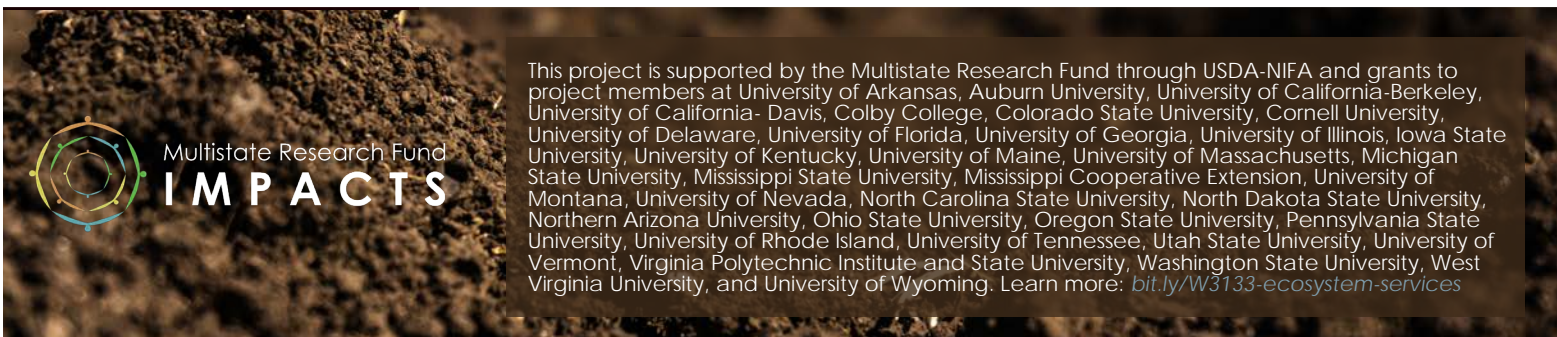 Multistate Research Fund
IMPACTS
This project is supported by the Multistate Research Fund through USDA-NIFA and grants to
project members at University of Arkansas, Auburn University, University of California-Berkeley,
University of California- Davis, Colby College, Colorado State University, Cornell University,
University of Delaware, University of Florida, University of Georgia, University of Illinois, Iowa State
University, University of Kentucky, University of Maine, University of Massachusetts, Michigan
State University, Mississippi State University, Mississippi Cooperative Extension, University of
Montana, University of Nevada, North Carolina State University, North Dakota State University,
Northern Arizona University, Ohio State University, Oregon State University, Pennsylvania State
University, University of Rhode Island, University of Tennessee, Utah State University, University of
Vermont, Virginia Polytechnic Institute and State University, Washington State University, West
Virginia University, and University of Wyoming. Learn more: bit.ly/W3133-ecosystem-services